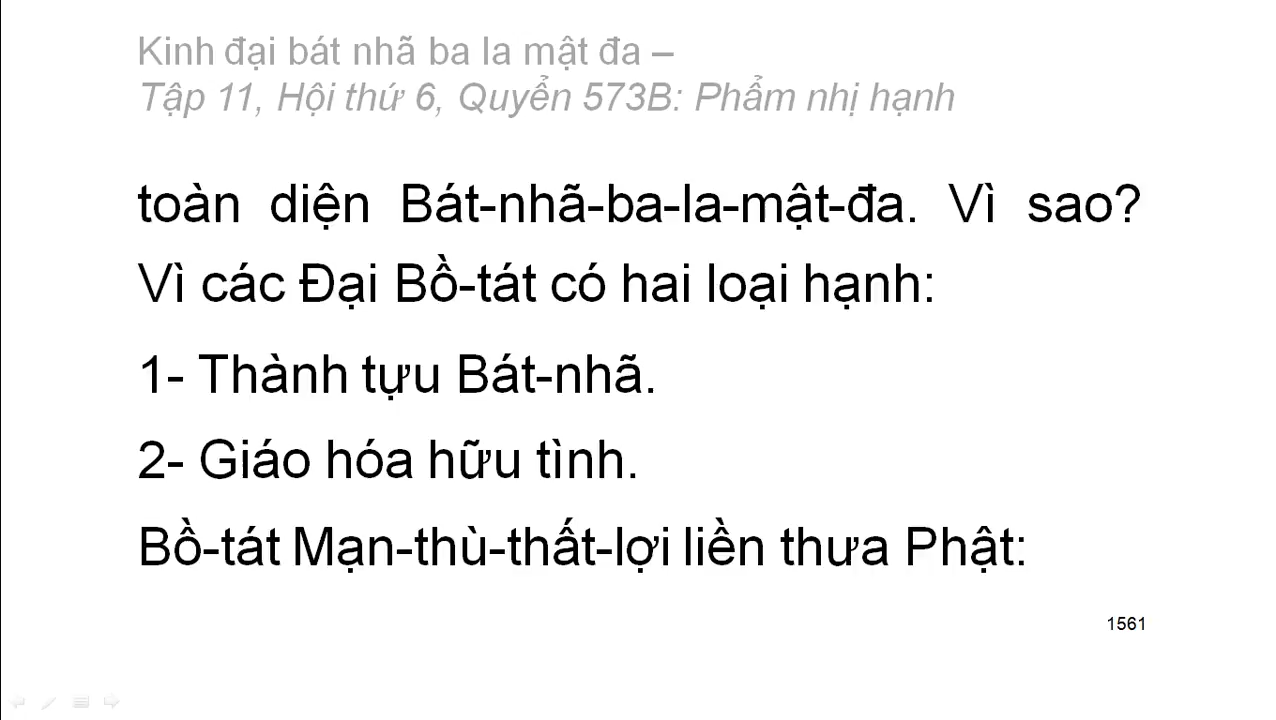 Kinh đại bát nhã ba la mật đa –
Tập 11, Hội thứ 6, Quyển 573B: Phẩm nhị hạnh
toàn diện Bát-nhã-ba-la-mật-đa. Vì sao?
Vì các Đại Bồ-tát có hai loại hạnh:
1- Thành tựu Bát-nhã.
2- Giáo hóa hữu tình.
Bồ-tát Mạn-thù-thất-lợi liền thưa Phật:
1561